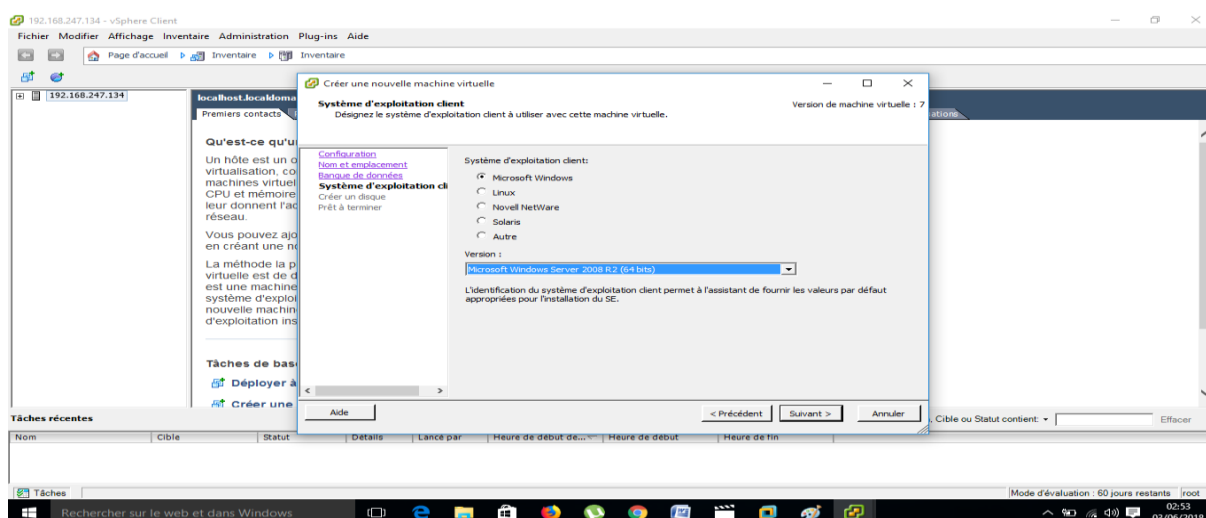 192.168.247.134 - vSphere Client
Fichier Modifier Affichage Inventaire Administration Plug-ins Aide
Page d'accueil Inventaire Inventaire
192.168.247.134
localhost.localdoma
Premiers contacts
ations
Qu'est-ce qu'u
Un hôte est un o
virtualisation, co
machines virtuel
CPU et mémoire
leur donnent l'ac
réseau.
Vous pouvez ajo
en créant une no
La méthode la p
virtuelle est de d
est une machine
système d'exploi
nouvelle machin
d'exploitation ins
Tâches de bas
Déployer à
Créer une
Créer une nouvelle machine virtuelle
Système d'exploitation client
Désignez le système d'exploitation client à utiliser avec cette machine virtuelle.
Version de machine virtuelle : 7
Configuration
Nom et emplacement
Banque de données
Système d'exploitation cli
Créer un disque
Prêt à terminer
Système d'exploitation client:
Microsoft Windows
Linux
Novell NetWare
Solaris
Autre
Version :
Microsoft Windows Server 2008 R2 (64 bits)
L'identification du système d'exploitation client permet à l'assistant de fournir les valeurs par défaut
appropriées pour l'installation du SE.
Aide
< Précédent Suivant > Annuler
Tâches récentes
, Cible ou Statut contient: Effacer
Nom Cible Statut Détails Lancé par Heure de début de... Heure de début Heure de fin
Tâches
Mode d'évaluation : 60 jours restants root
Rechercher sur le web et dans Windows
02:53
03/06/2018